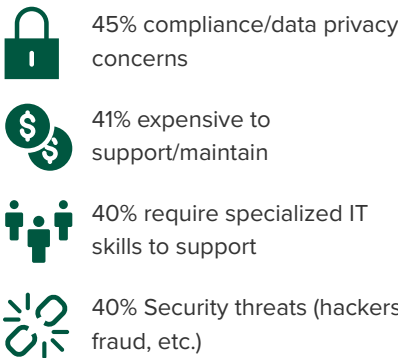 45% compliance/data privacy
concerns
41% expensive to
support/maintain
40% require specialized IT
skills to support
40% Security threats (hackers
fraud, etc.)